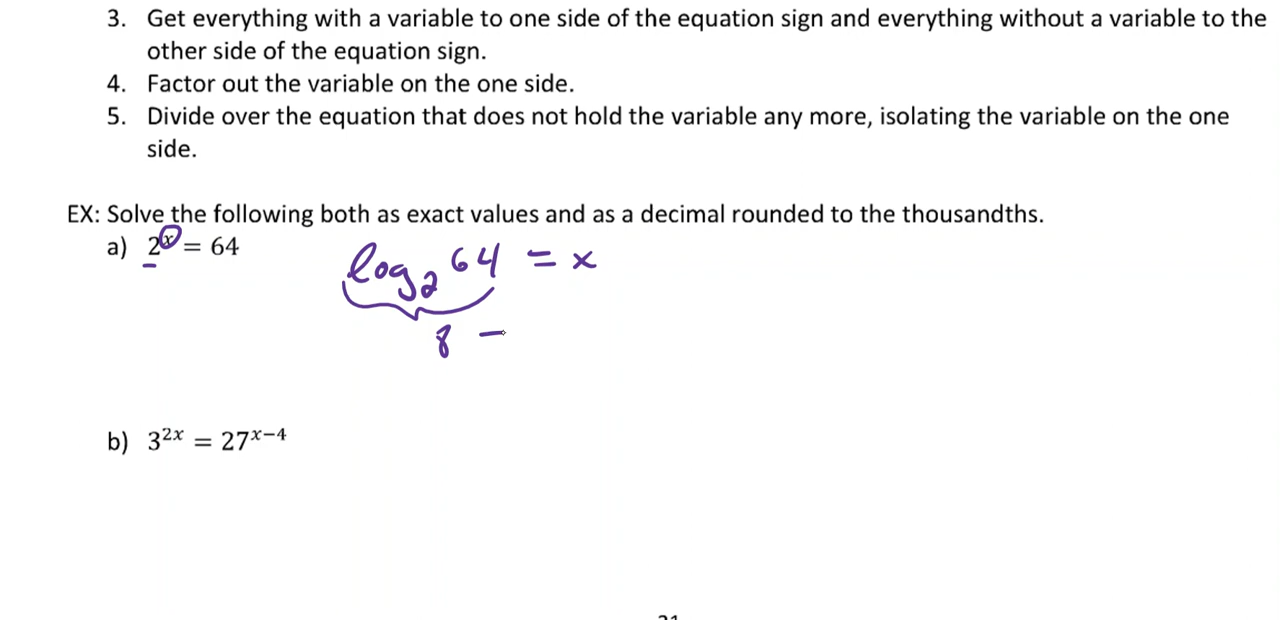 3. Get everything with a variable to one side of the equation sign and everything without a variable to the
other side of the equation sign.
4. Factor out the variable on the one side.
5. Divide over the equation that does not hold the variable any more, isolating the variable on the one
side.
EX: Solve the following both as exact values and as a decimal rounded to the thousandths.
a) 2ˣ = 64
log₂ 64 = x
8 –
b) 3²ˣ = 27ˣ⁻⁴